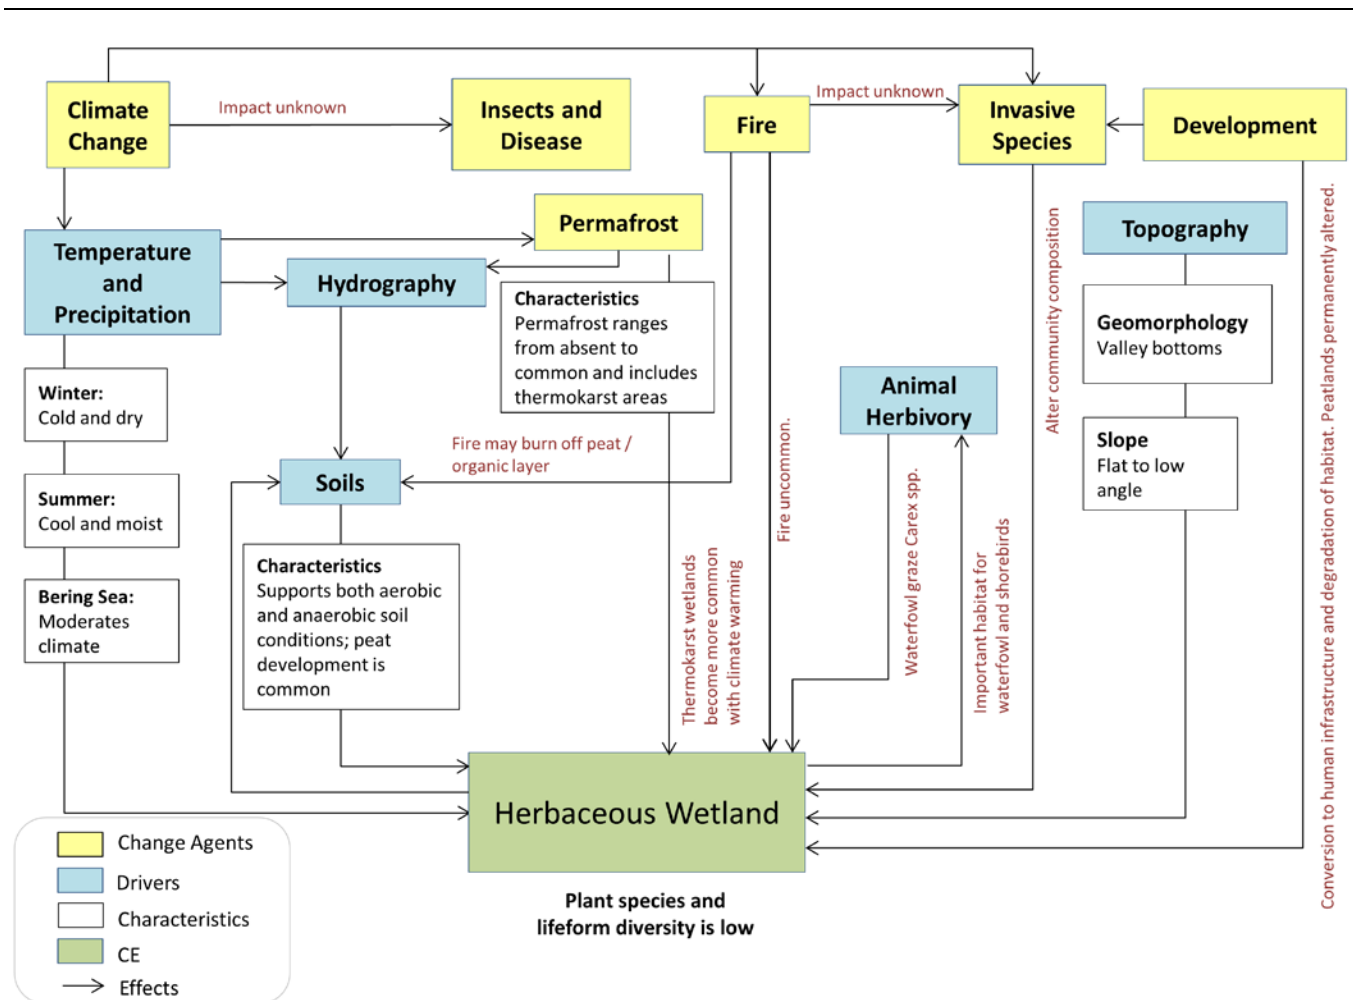 Climate
Change
Impact unknown
Insects and
Disease
Fire
Impact unknown
Invasive
Species
Development
Temperature
and
Precipitation
Permafrost
Hydrography
Topography
Characteristics
Permafrost ranges
from absent to
common and includes
thermokarst areas
Geomorphology
Valley bottoms
Winter:
Cold and dry
Animal
Herbivory
Slope
Flat to low
angle
Fire may burn off peat /
organic layer
Soils
Summer:
Cool and moist
Characteristics
Supports both aerobic
and anaerobic soil
conditions; peat
development is
common
Bering Sea:
Moderates
climate
Thermokarst wetlands
become more common
with climate warming
Fire uncommon.
Waterfowl graze Carex spp.
Important habitat for
waterfowl and shorebirds
Alter community composition
Conversion to human infrastructure and degradation of habitat. Peatlands permanently altered.
Herbaceous Wetland
Plant species and
lifeform diversity is low
Change Agents
Drivers
Characteristics
CE
Effects